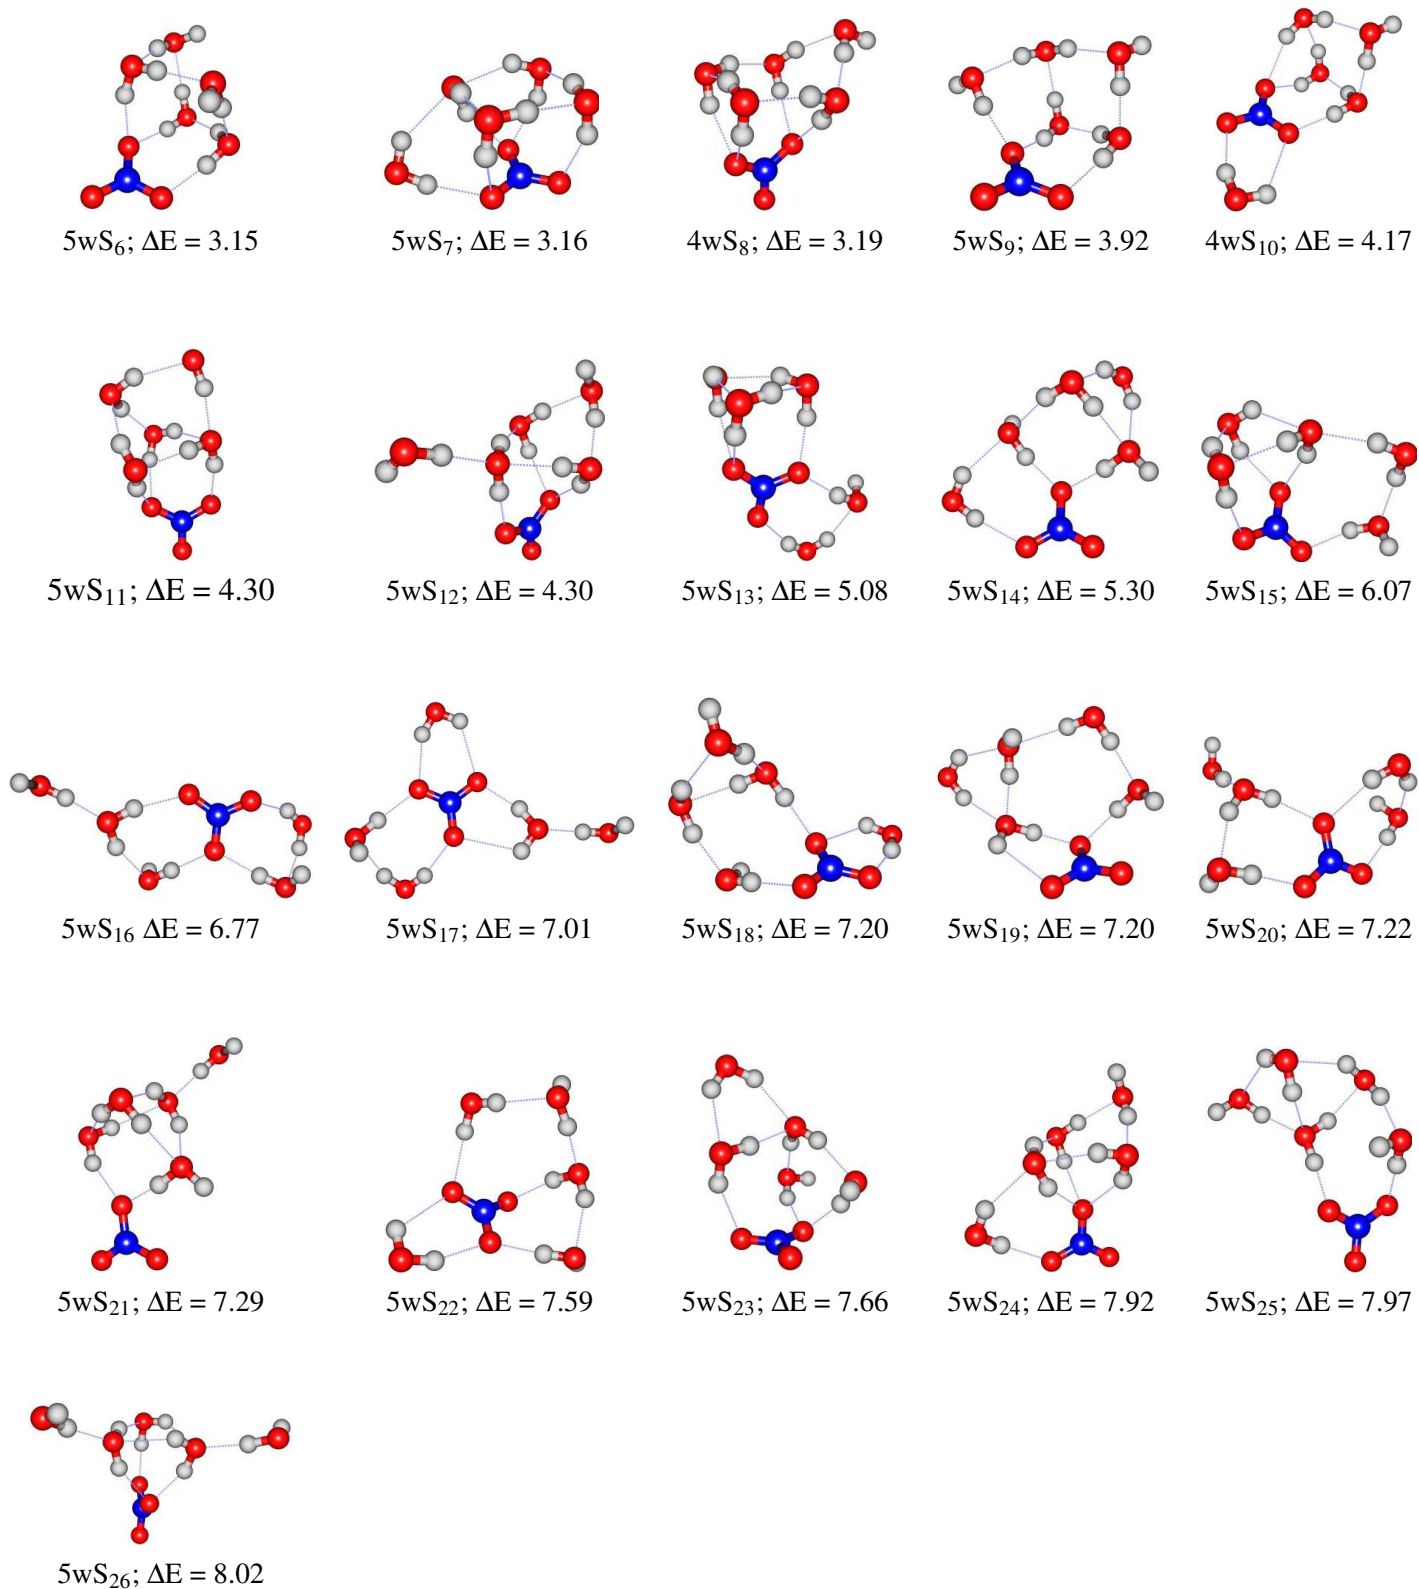 5wS6; ΔE = 3.15
5wS7; ΔE = 3.16
4wS8; ΔE = 3.19
5wS9; ΔE = 3.92
4wS10; ΔE = 4.17
5wS11; ΔE = 4.30
5wS12; ΔE = 4.30
5wS13; ΔE = 5.08
5wS14; ΔE = 5.30
5wS15; ΔE = 6.07
5wS16 ΔE = 6.77
5wS17; ΔE = 7.01
5wS18; ΔE = 7.20
5wS19; ΔE = 7.20
5wS20; ΔE = 7.22
5wS21; ΔE = 7.29
5wS22; ΔE = 7.59
5wS23; ΔE = 7.66
5wS24; ΔE = 7.92
5wS25; ΔE = 7.97
5wS26; ΔE = 8.02